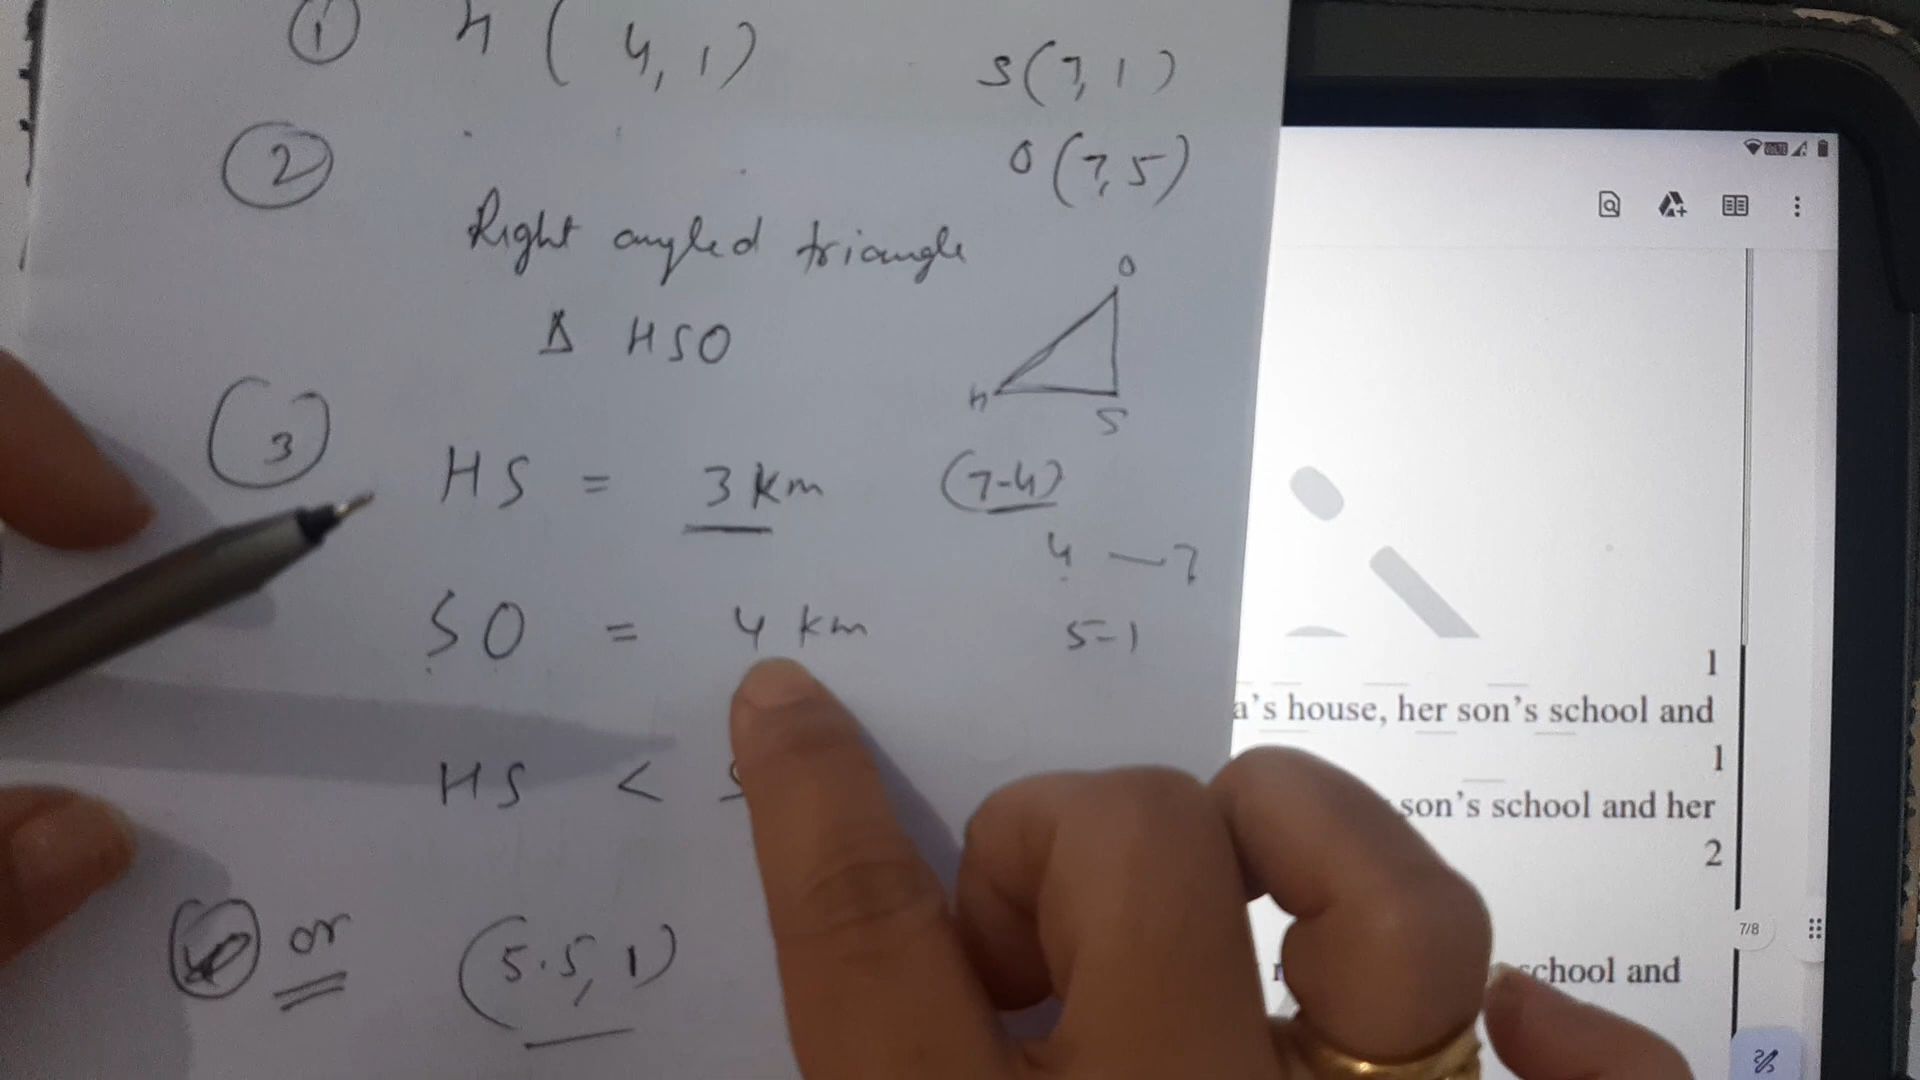 ① h (4, 1) S(7, 1)
② O(7, 5)
Right angled triangle
O
Δ HSO
h S
③ HS = 3 km (7-4)
4 — 7
SO = 4 km 5-1
HS <
or (5.5, 1)
1
a's house, her son's school and
1
son's school and her
2
7/8
school and